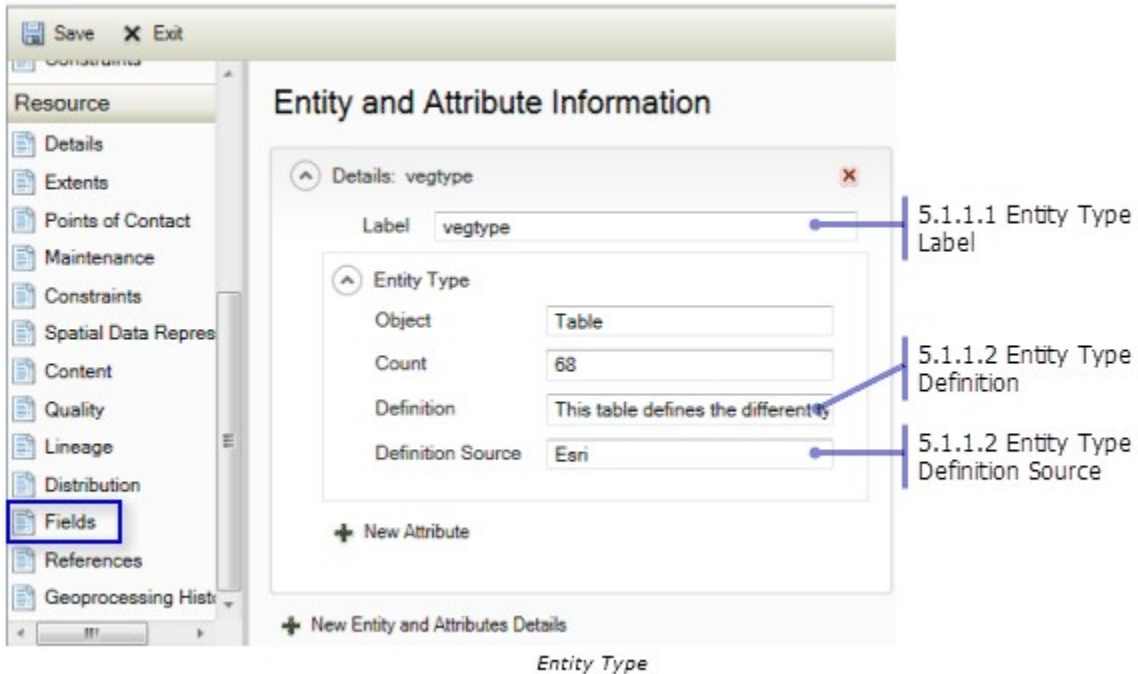 Save Exit
Constraints
Resource
Details
Extents
Points of Contact
Maintenance
Constraints
Spatial Data Repres
Content
Quality
Lineage
Distribution
Fields
References
Geoprocessing Histo
Entity and Attribute Information
Details: vegtype
Label vegtype
Entity Type
Object Table
Count 68
Definition This table defines the different ty
Definition Source Esri
New Attribute
New Entity and Attributes Details
5.1.1.1 Entity Type
Label
5.1.1.2 Entity Type
Definition
5.1.1.2 Entity Type
Definition Source
Entity Type